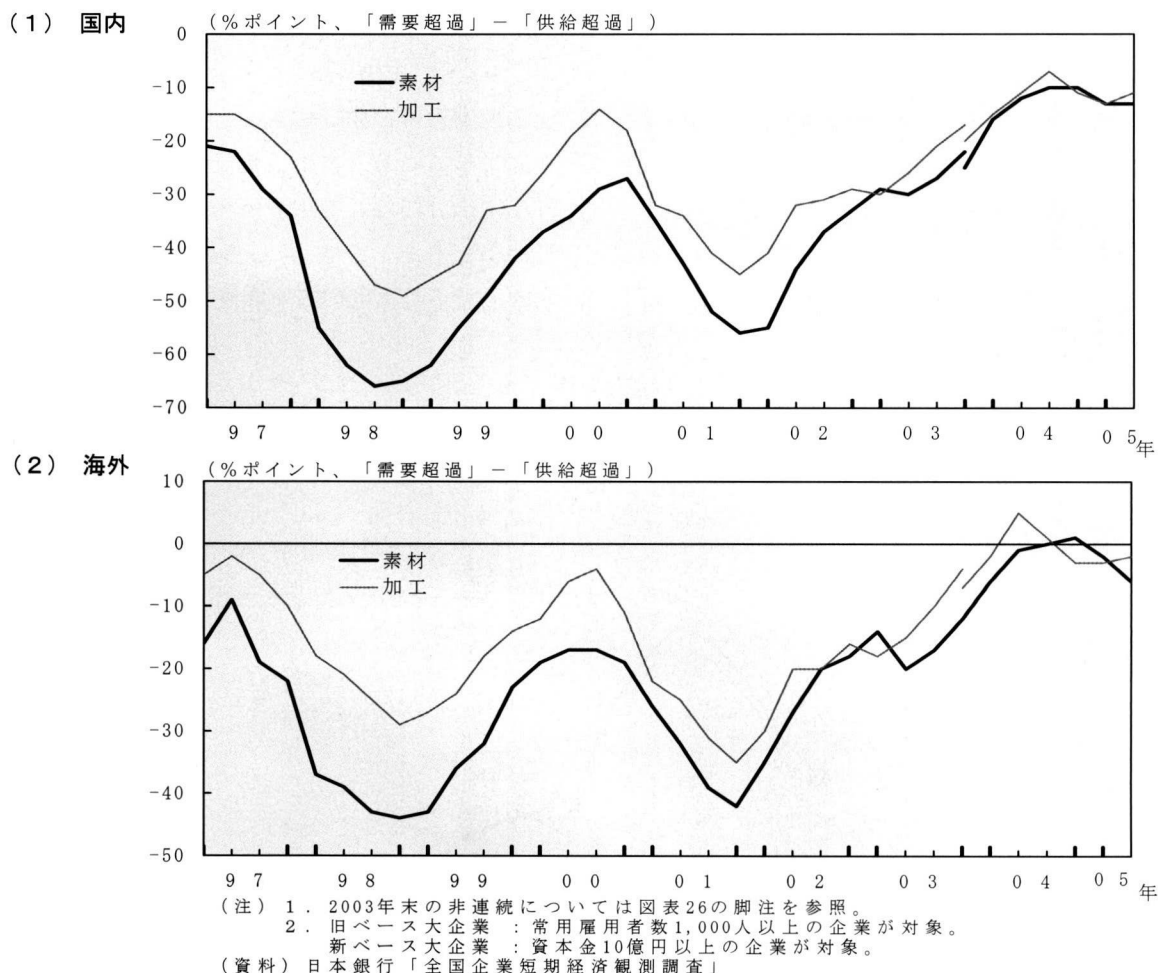 (1) 国内
(%ポイント、「需要超過」－「供給超過」)
0
-10
-20
-30
-40
-50
-60
-70
素材
加工
97 98 99 00 01 02 03 04 05年
(2) 海外
(%ポイント、「需要超過」－「供給超過」)
10
0
-10
-20
-30
-40
-50
素材
加工
97 98 99 00 01 02 03 04 05年
(注) 1. 2003年末の非連続については図表26の脚注を参照。
2. 旧ベース大企業 : 常用雇用者数1,000人以上の企業が対象。
新ベース大企業 : 資本金10億円以上の企業が対象。
(資料) 日本銀行「全国企業短期経済観測調査」